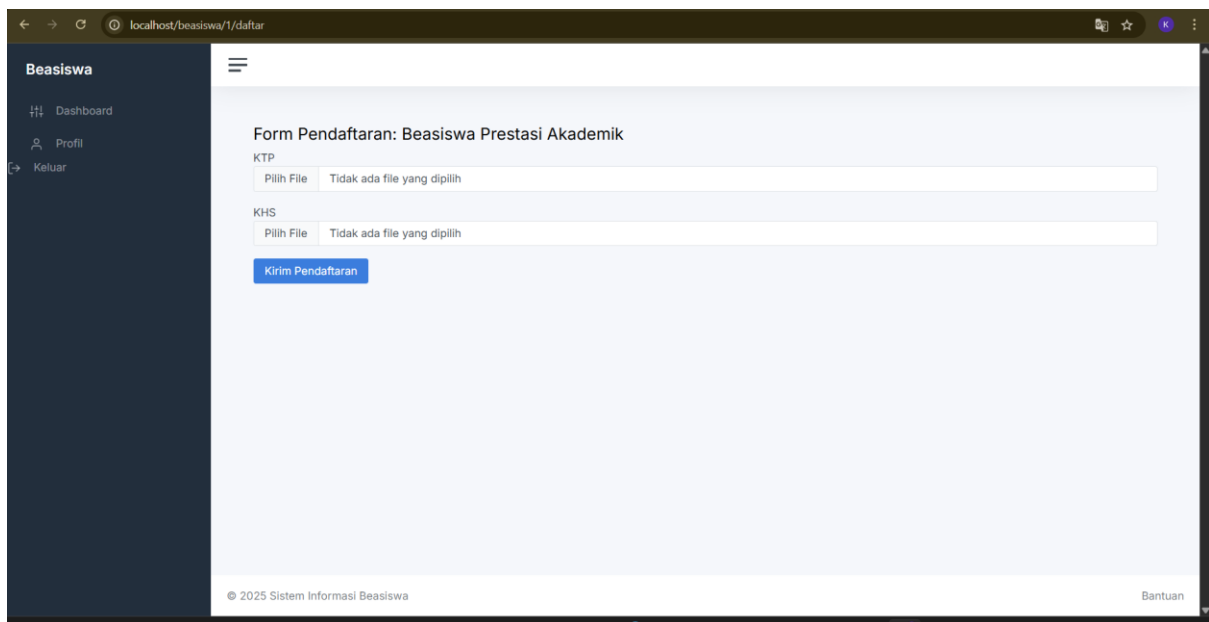 localhost/beasiswa/1/daftar
K
Beasiswa
Dashboard
Profil
Keluar
Form Pendaftaran: Beasiswa Prestasi Akademik
KTP
Pilih File Tidak ada file yang dipilih
KHS
Pilih File Tidak ada file yang dipilih
Kirim Pendaftaran
© 2025 Sistem Informasi Beasiswa Bantuan